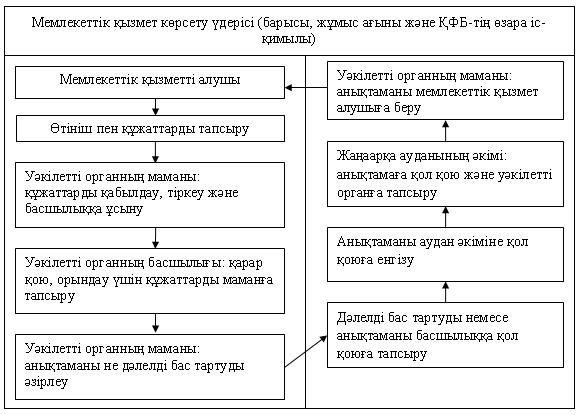 Мемлекеттік қызмет көрсету үдерісі (барысы, жұмыс ағыны және ҚФБ-тің өзара іс-
қимылы)
Мемлекеттік қызметті алушы
Өтініш пен құжаттарды тапсыру
Уәкілетті органның маманы:
құжаттарды қабылдау, тіркеу және
басшылыққа ұсыну
Уәкілетті органның басшылығы: қарар
қою, орындау үшін құжаттарды маманға
тапсыру
Уәкілетті органның маманы:
анықтаманы не дәлелді бас тартуды
әзірлеу
Уәкілетті органның маманы:
анықтаманы мемлекеттік қызмет
алушыға беру
Жаңаарқа ауданының әкімі:
анықтамаға қол қою және уәкілетті
органға тапсыру
Анықтаманы аудан әкіміне қол
қоюға енгізу
Дәлелді бас тартуды немесе
анықтаманы басшылыққа қол
қоюға тапсыру